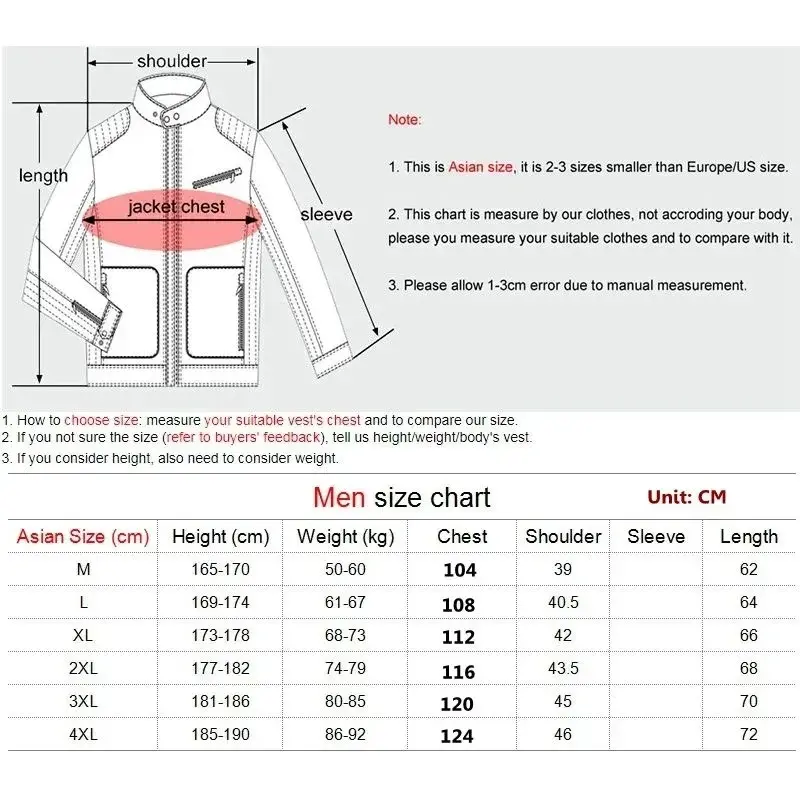 shoulder
length
jacket chest
sleeve
Note:
1. This is Asian size, it is 2-3 sizes smaller than Europe/US size.
2. This chart is measure by our clothes, not accroding your body,
please you measure your suitable clothes and to compare with it.
3. Please allow 1-3cm error due to manual measurement.
1. How to choose size: measure your suitable vest's chest and to compare our size.
2. If you not sure the size (refer to buyers' feedback), tell us height/weight/body's vest.
3. If you consider height, also need to consider weight.
Men size chart Unit: CM
Asian Size (cm) Height (cm) Weight (kg) Chest Shoulder Sleeve Length
M 165-170 50-60 104 39 62
L 169-174 61-67 108 40.5 64
XL 173-178 68-73 112 42 66
2XL 177-182 74-79 116 43.5 68
3XL 181-186 80-85 120 45 70
4XL 185-190 86-92 124 46 72